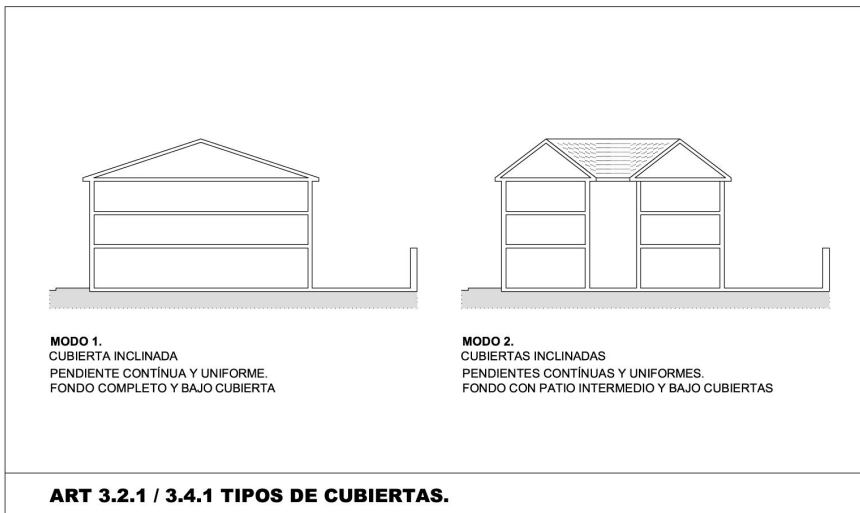 MODO 1.
CUBIERTA INCLINADA
PENDIENTE CONTÍNUA Y UNIFORME.
FONDO COMPLETO Y BAJO CUBIERTA
MODO 2.
CUBIERTAS INCLINADAS
PENDIENTES CONTÍNUAS Y UNIFORMES.
FONDO CON PATIO INTERMEDIO Y BAJO CUBIERTAS
ART 3.2.1 / 3.4.1 TIPOS DE CUBIERTAS.